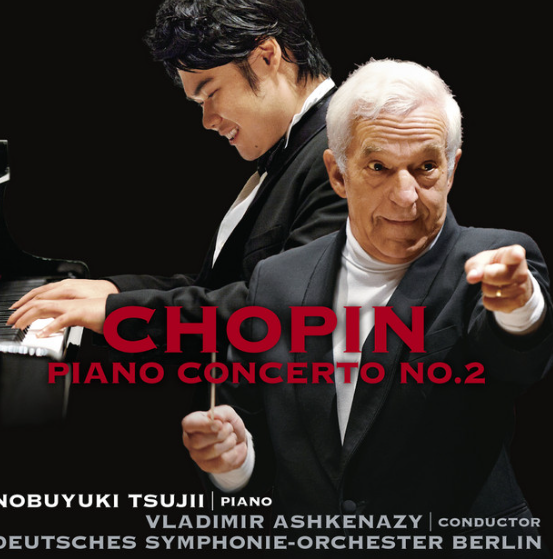 CHOPIN
PIANO CONCERTO NO.2
NOBUYUKI TSUJII | PIANO
VLADIMIR ASHKENAZY | CONDUCTOR
DEUTSCHES SYMPHONIE-ORCHESTER BERLIN